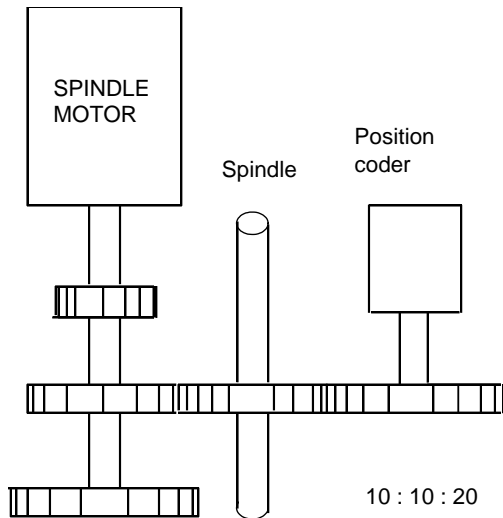 SPINDLE
MOTOR
Spindle
Position
coder
10 : 10 : 20